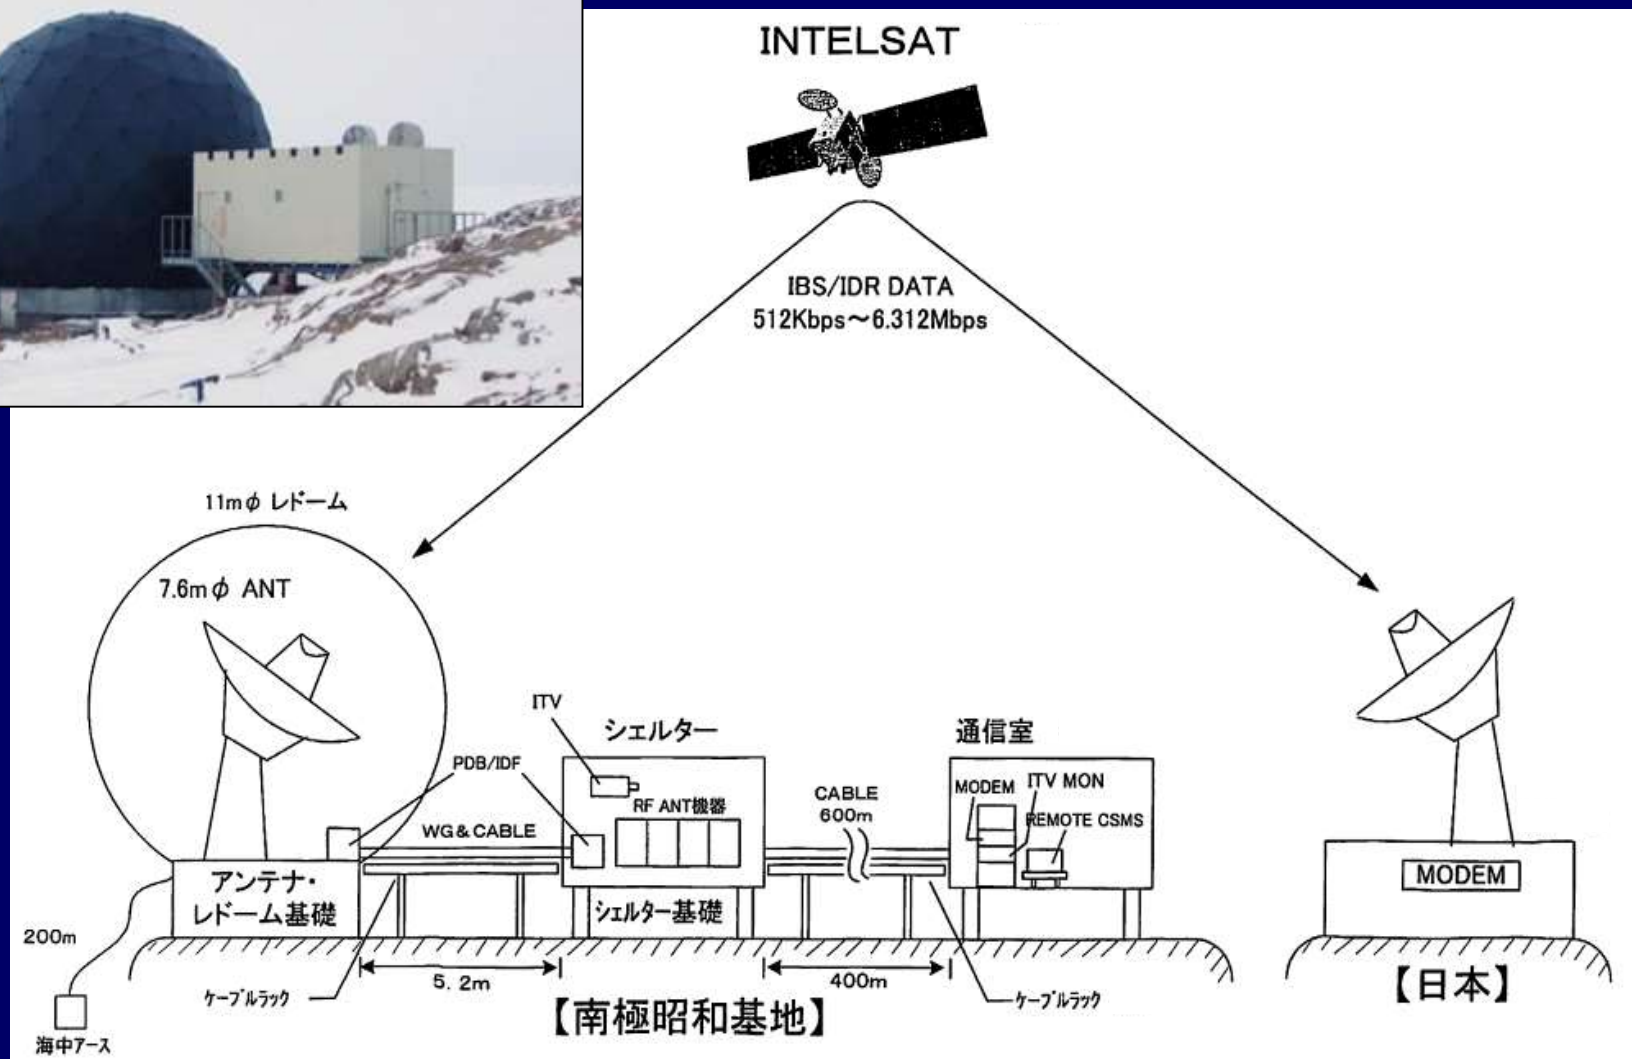 INTELSAT
IBS/IDR DATA
512Kbps～6.312Mbps
11mφ レドーム
7.6mφ ANT
ITV
シェルター
通信室
PDB/IDF
RF ANT機器
WG&CABLE
CABLE
600m
MODEM
ITV MON
REMOTE CSMS
アンテナ・
レドーム基礎
シェルター基礎
MODEM
200m
5. 2m
400m
ケーブルラック
ケーブルラック
海中アース
【南極昭和基地】
【日本】